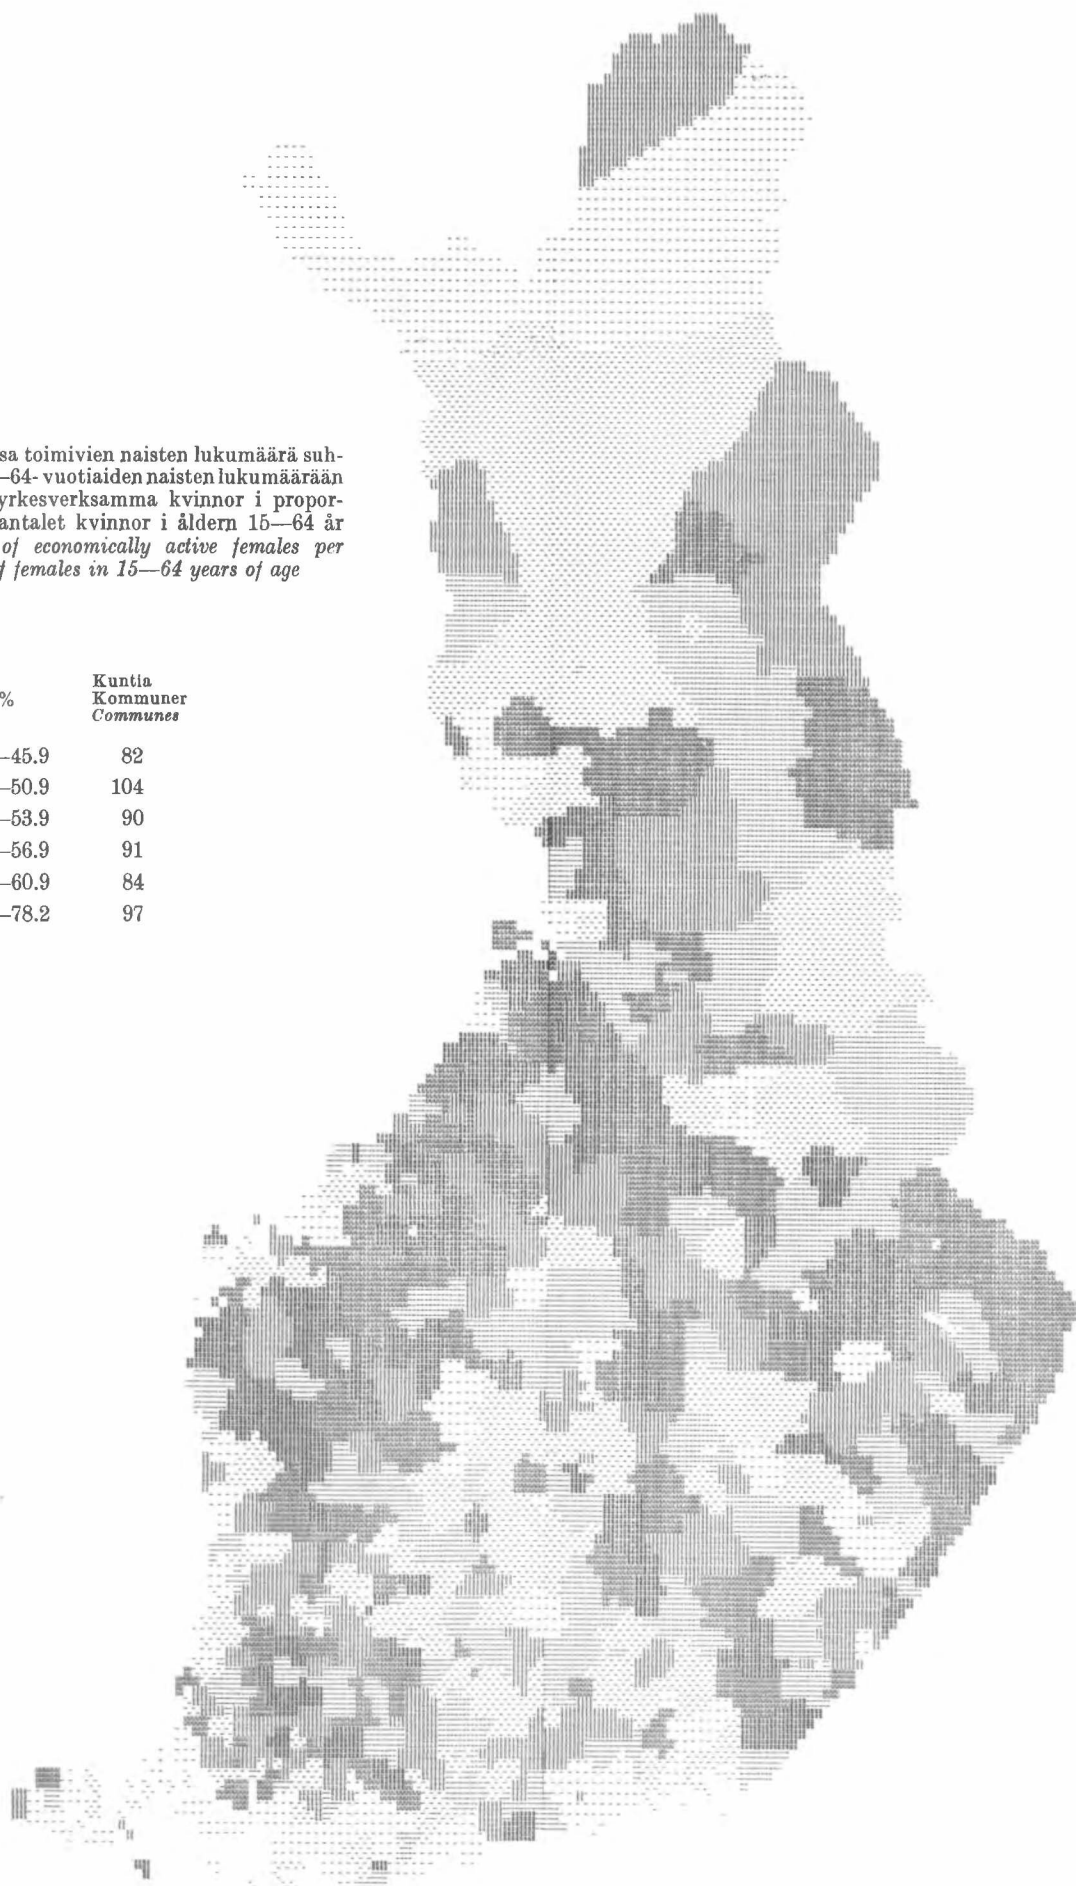 sa toimivien naisten lukumäärä suh-
—64- vuotiaiden naisten lukumäärään
yrkesverksamma kvinnor i propor-
antalet kvinnor i åldern 15—64 år
of economically active females per
f females in 15—64 years of age
% Kuntia
Kommuner
Communes
—45.9 82
—50.9 104
—53.9 90
—56.9 91
—60.9 84
—78.2 97